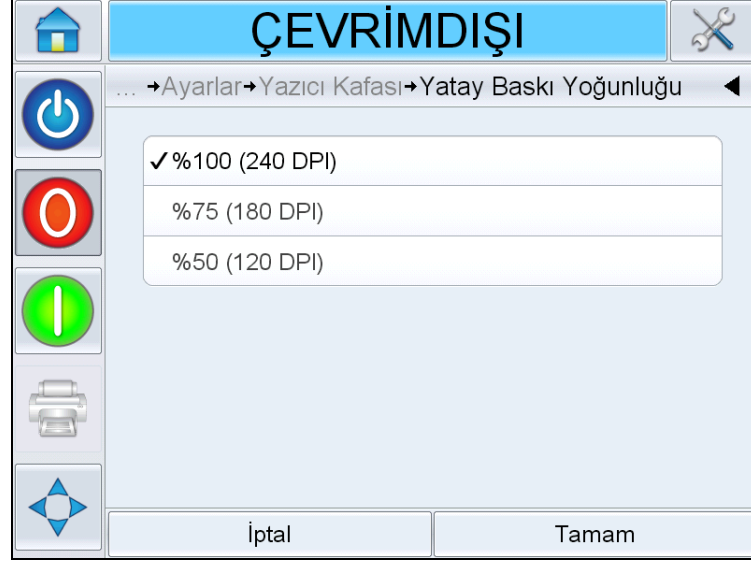 ÇEVRİMDIŞI
... →Ayarlar→Yazıcı Kafası→Yatay Baskı Yoğunluğu
✓%100 (240 DPI)
%75 (180 DPI)
%50 (120 DPI)
İptal
Tamam